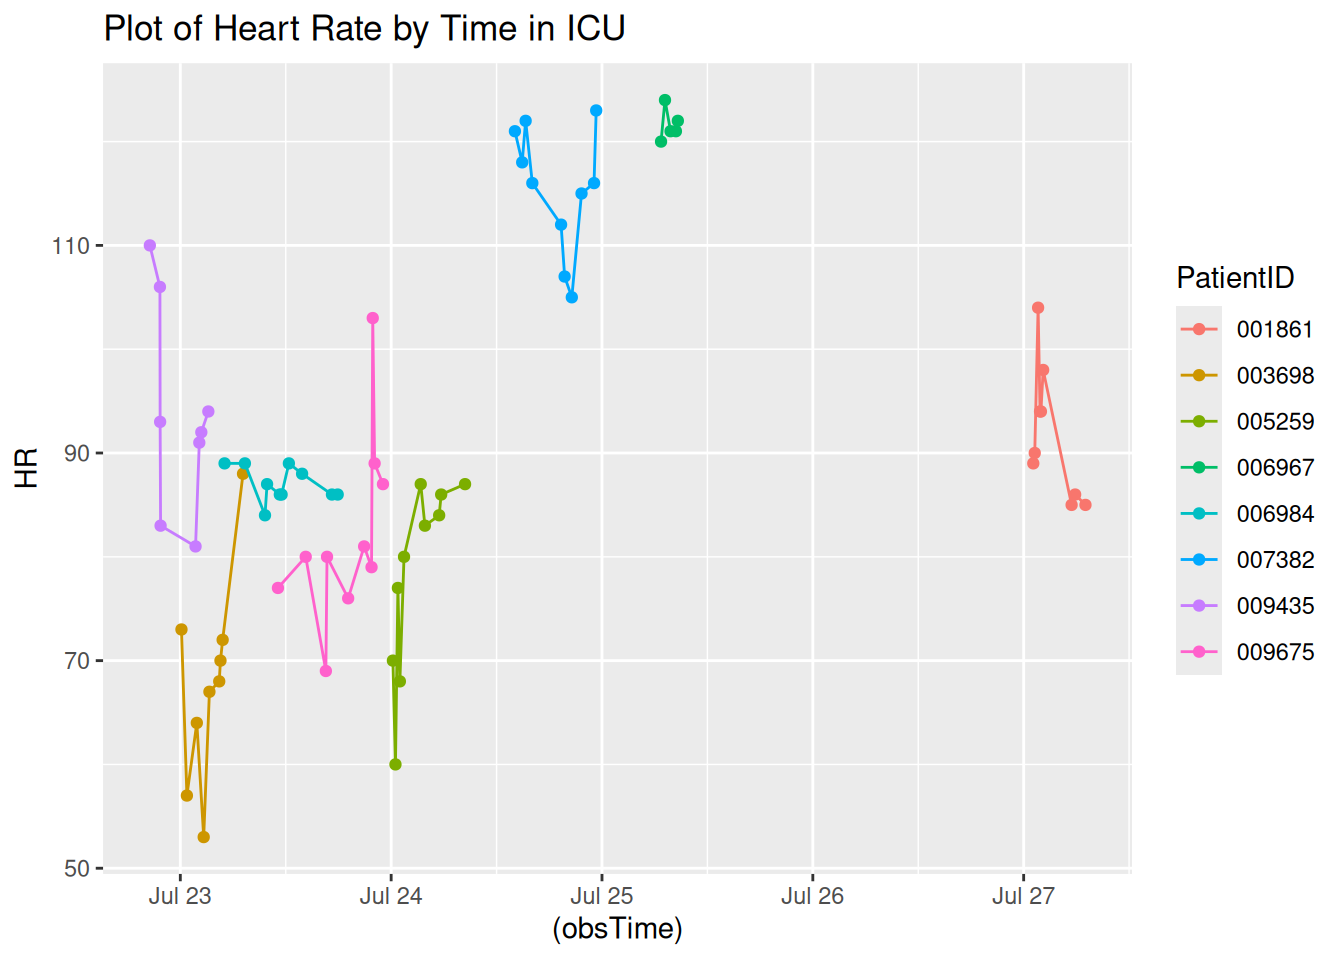 Plot of Heart Rate by Time in ICU
HR
110
90
70
50
Jul 23
Jul 24
Jul 25
Jul 26
Jul 27
(obsTime)
PatientID
001861
003698
005259
006967
006984
007382
009435
009675